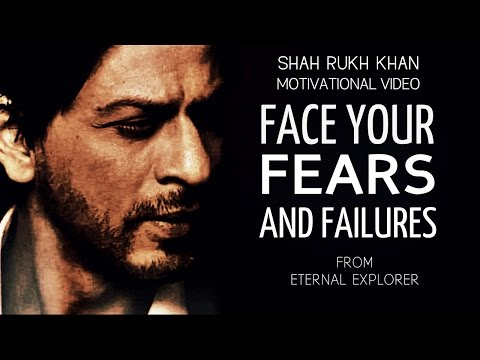 SHAH RUKH KHAN
MOTIVATIONAL VIDEO
FACE YOUR
FEARS
AND FAILURES
FROM
ETERNAL EXPLORER